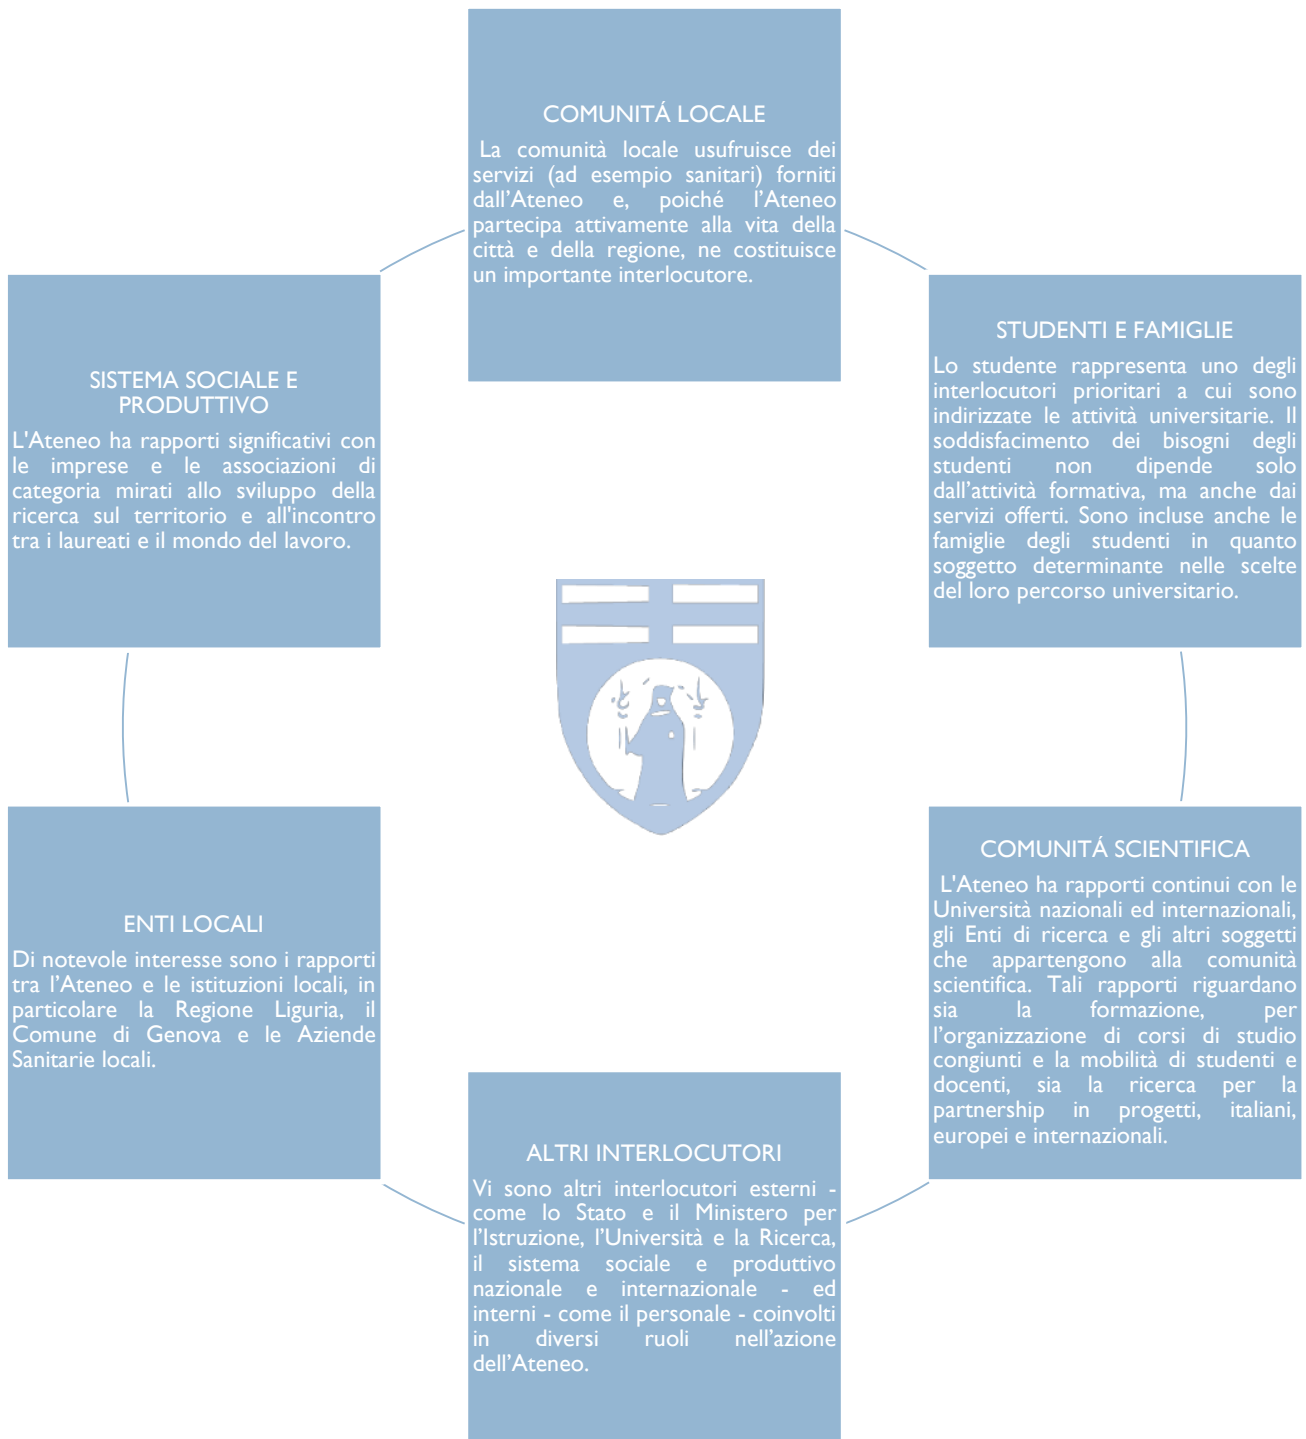 COMUNITÁ LOCALE
La comunità locale usufruisce dei
servizi (ad esempio sanitari) forniti
dall’Ateneo e, poiché l’Ateneo
partecipa attivamente alla vita della
città e della regione, ne costituisce
un importante interlocutore.
STUDENTI E FAMIGLIE
Lo studente rappresenta uno degli
interlocutori prioritari a cui sono
indirizzate le attività universitarie. Il
soddisfacimento dei bisogni degli
studenti non dipende solo
dall’attività formativa, ma anche dai
servizi offerti. Sono incluse anche le
famiglie degli studenti in quanto
soggetto determinante nelle scelte
del loro percorso universitario.
COMUNITÁ SCIENTIFICA
L'Ateneo ha rapporti continui con le
Università nazionali ed internazionali,
gli Enti di ricerca e gli altri soggetti
che appartengono alla comunità
scientifica. Tali rapporti riguardano
sia la formazione, per
l’organizzazione di corsi di studio
congiunti e la mobilità di studenti e
docenti, sia la ricerca per la
partnership in progetti, italiani,
europei e internazionali.
ALTRI INTERLOCUTORI
Vi sono altri interlocutori esterni -
come lo Stato e il Ministero per
l’Istruzione, l’Università e la Ricerca,
il sistema sociale e produttivo
nazionale e internazionale - ed
interni - come il personale - coinvolti
in diversi ruoli nell’azione
dell’Ateneo.
ENTI LOCALI
Di notevole interesse sono i rapporti
tra l’Ateneo e le istituzioni locali, in
particolare la Regione Liguria, il
Comune di Genova e le Aziende
Sanitarie locali.
SISTEMA SOCIALE E
PRODUTTIVO
L'Ateneo ha rapporti significativi con
le imprese e le associazioni di
categoria mirati allo sviluppo della
ricerca sul territorio e all'incontro
tra i laureati e il mondo del lavoro.